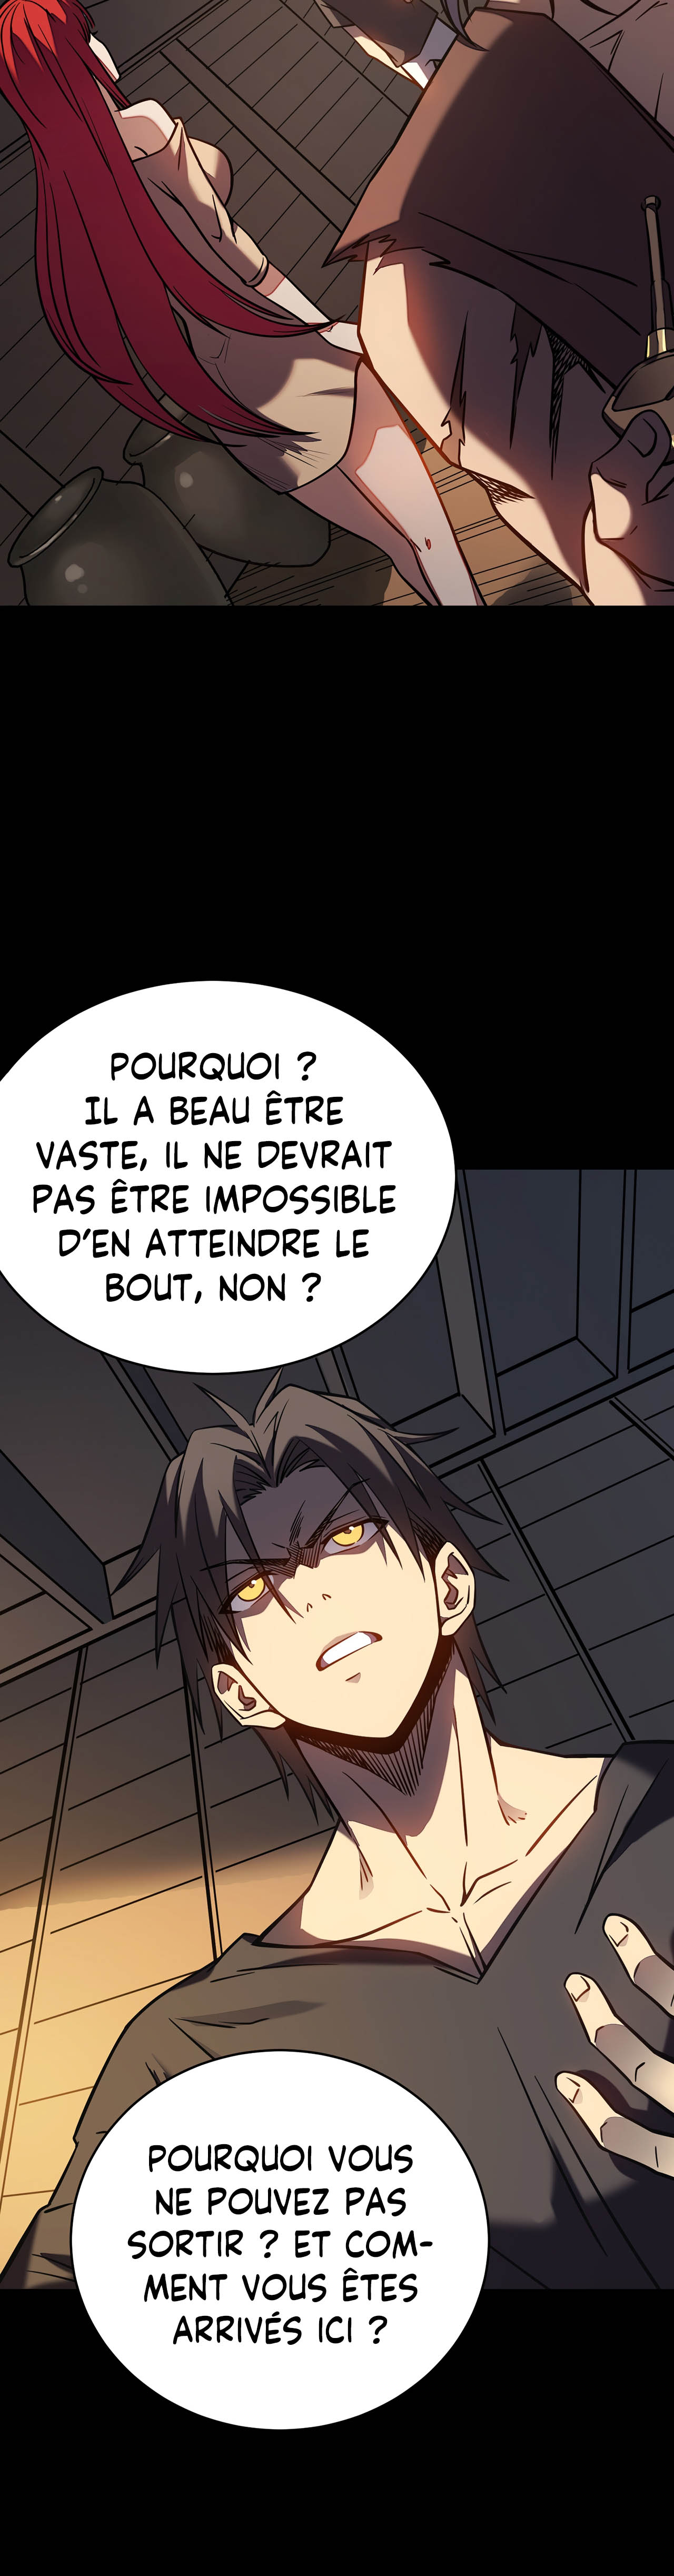 POURQUOI ?
IL A BEAU ÊTRE
VASTE, IL NE DEVRAIT
PAS ÊTRE IMPOSSIBLE
D'EN ATTEINDRE LE
BOUT, NON ?
POURQUOI VOUS
NE POUVEZ PAS
SORTIR ? ET COM-
MENT VOUS ÊTES
ARRIVÉS ICI ?